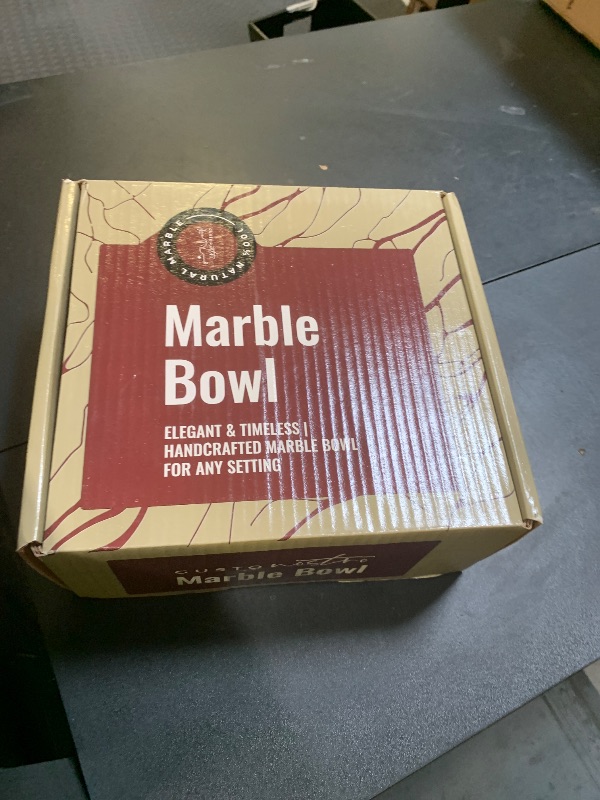 100% NATURAL MARBLE
Marble
Bowl
ELEGANT & TIMELESS |
HANDCRAFTED MARBLE BOWL
FOR ANY SETTING
Marble Bowl